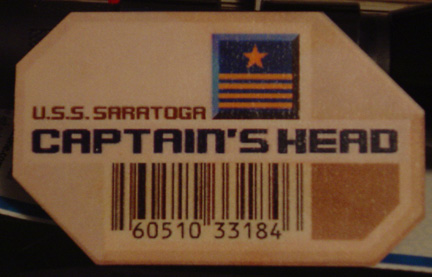 U.S.S. SARATOGA
CAPTAIN'S HEAD
60510 33184